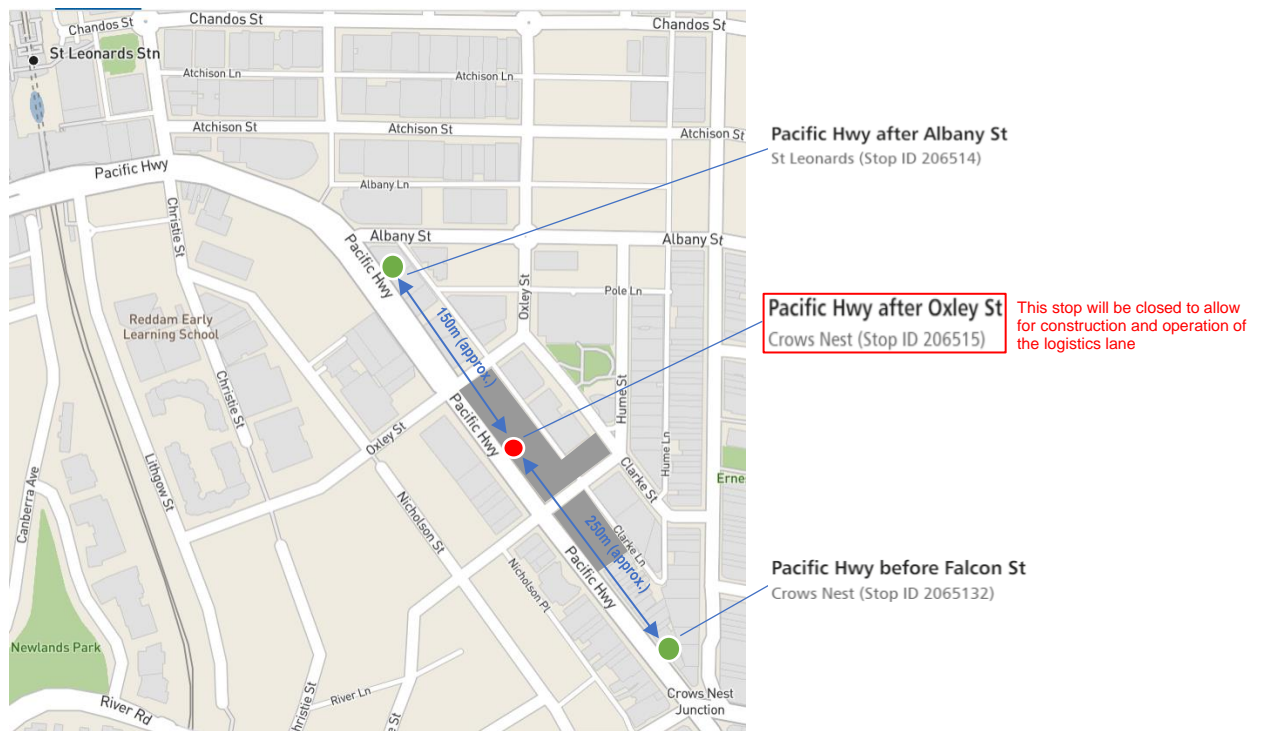 Chandos St
Chandos St
Chandos St
St Leonards Stn
Atchison Ln
Atchison Ln
Atchison St
Atchison St
Atchison St
Pacific Hwy
Albany Ln
Christie St
Albany St
Albany St
Pacific Hwy
Oxley St
Pole Ln
150m (approx.)
Reddam Early
Learning School
Hume St
Christie St
Pacific Hwy
Oxley St
Hume Ln
Clarke St
Erne
Canberra Ave
Lithgow St
Nicholson St
250m (approx.)
Clarke Ln
Pacific Hwy
Nicholson Pl
Newlands Park
River Ln
Christie St
River Rd
St
Crows Nest
Junction
Pacific Hwy after Albany St
St Leonards (Stop ID 206514)
Pacific Hwy after Oxley St
Crows Nest (Stop ID 206515)
This stop will be closed to allow
for construction and operation of
the logistics lane
Pacific Hwy before Falcon St
Crows Nest (Stop ID 2065132)